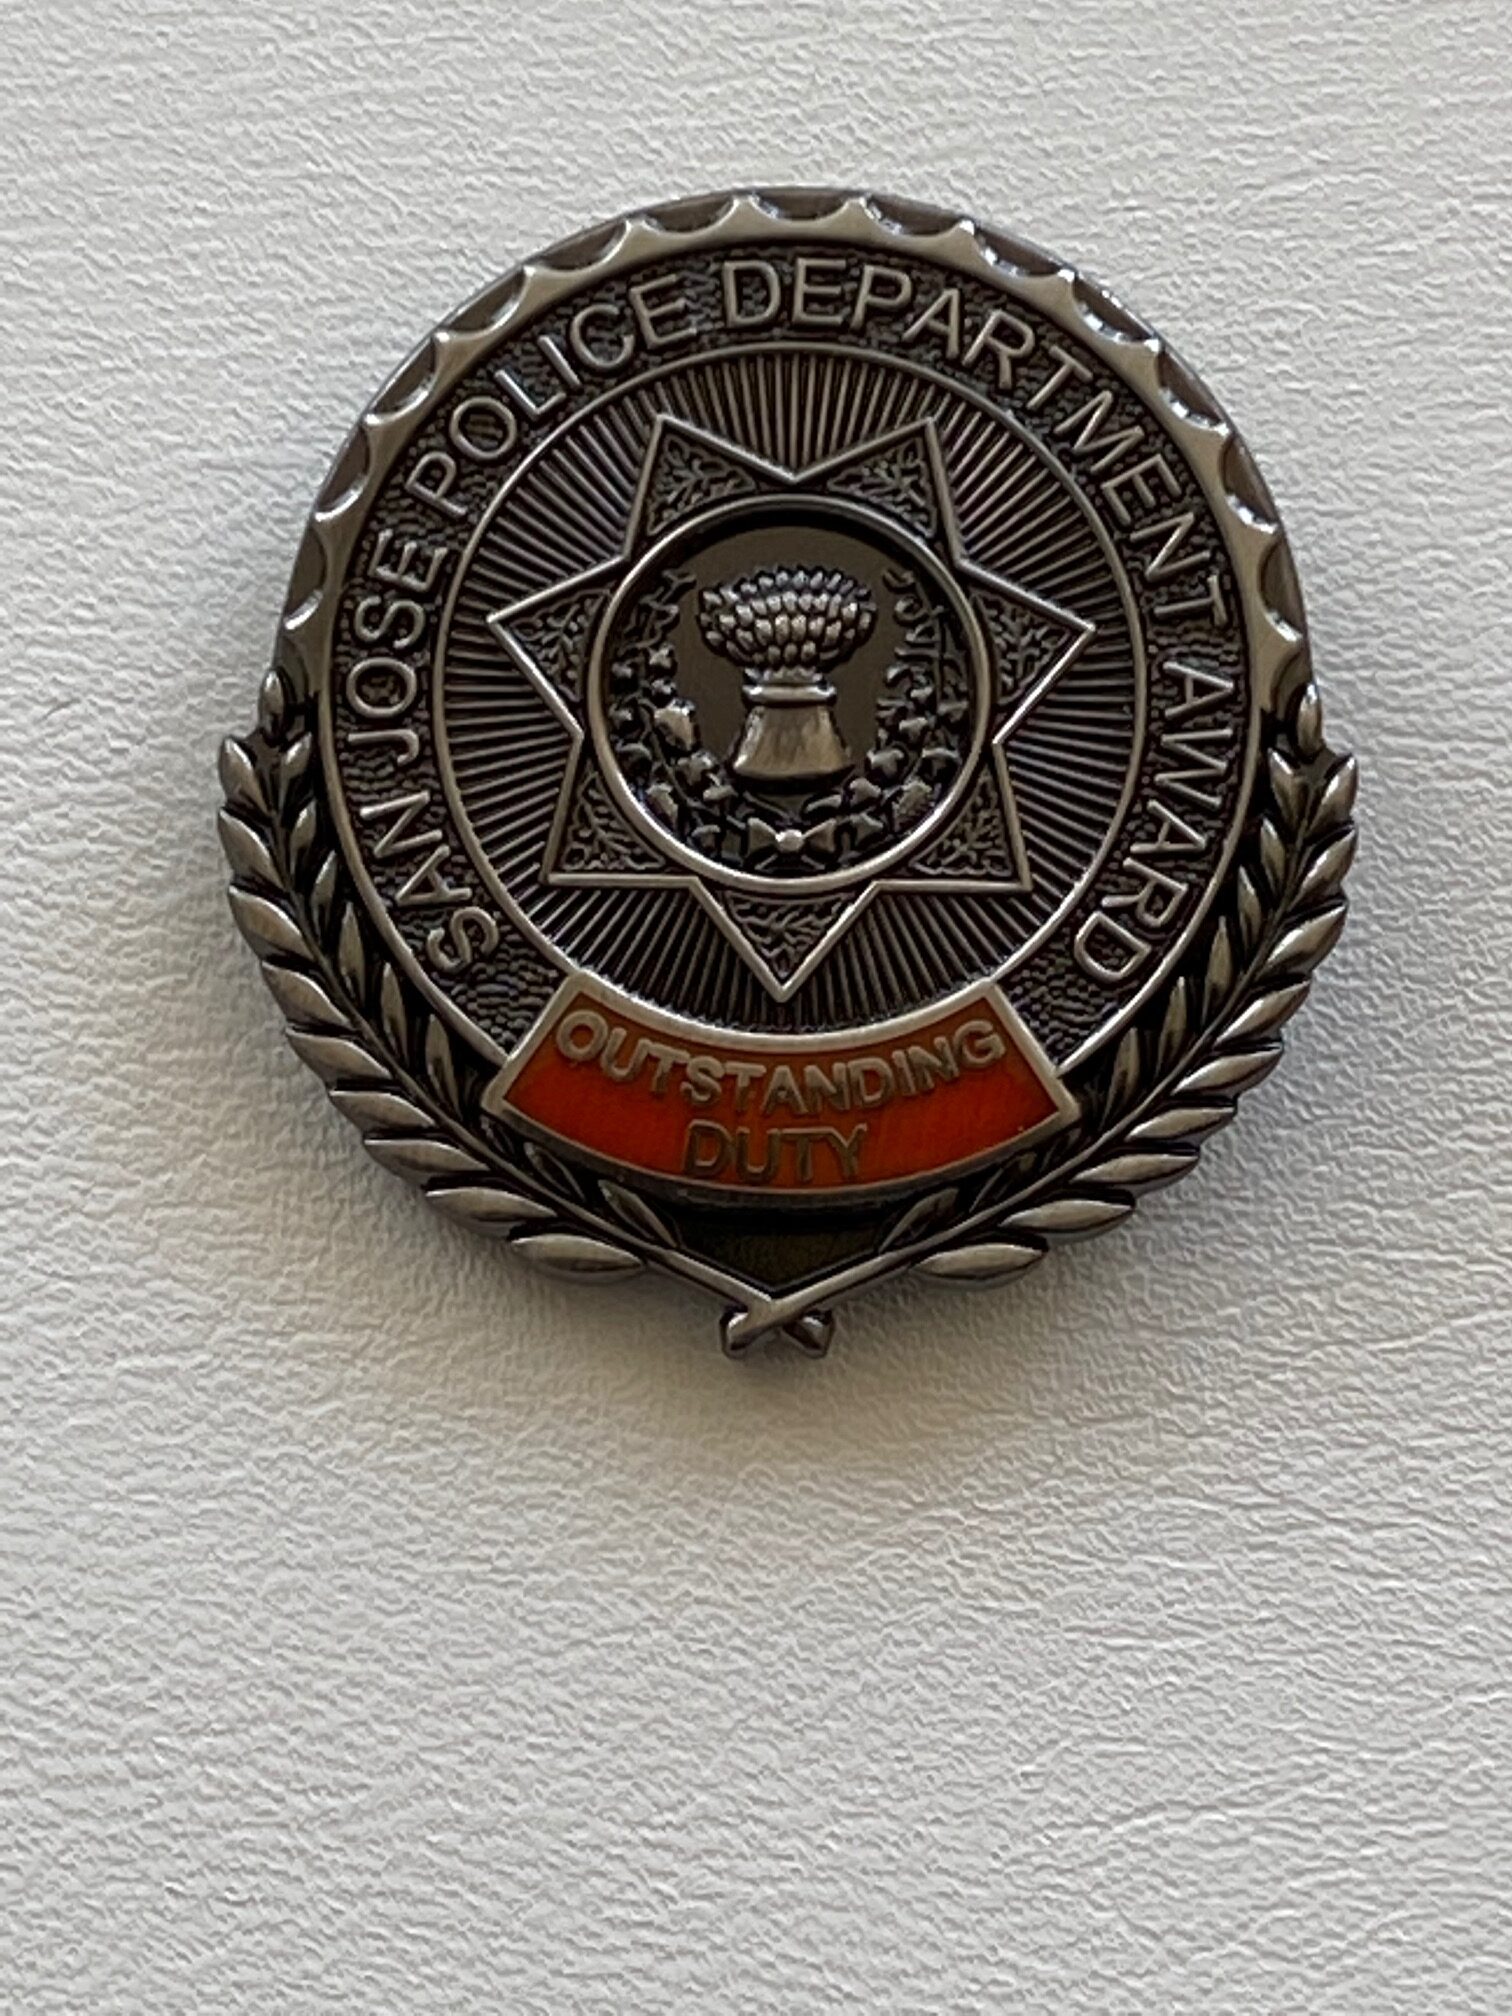 SAN JOSE POLICE DEPARTMENT AWARD
OUTSTANDING
DUTY